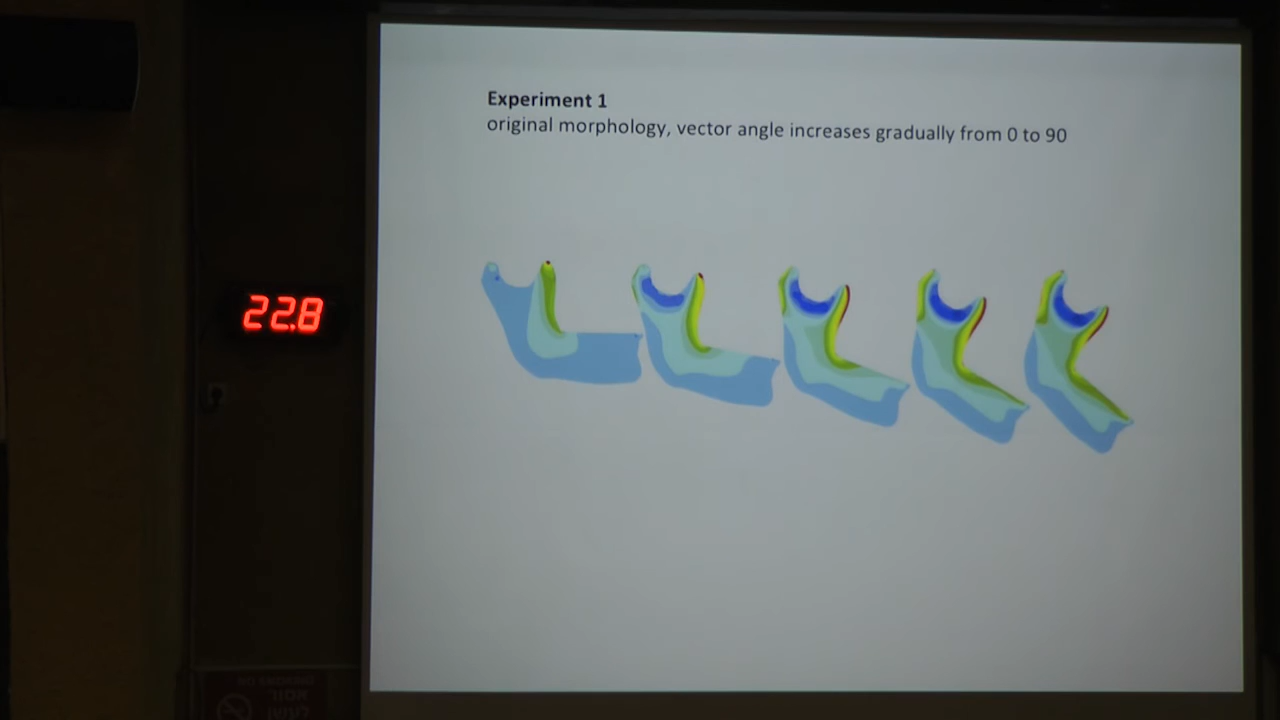 Experiment 1
original morphology, vector angle increases gradually from 0 to 90
22.8